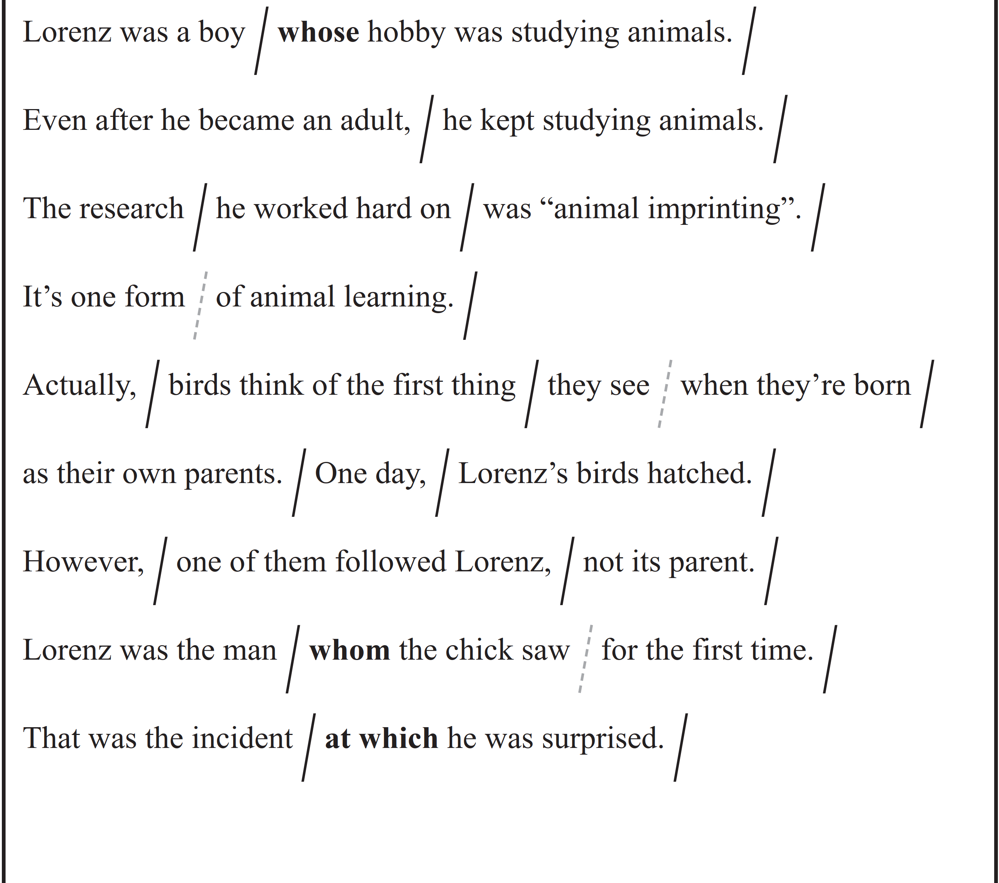 Lorenz was a boy / whose hobby was studying animals. /
Even after he became an adult, / he kept studying animals. /
The research / he worked hard on / was “animal imprinting”. /
It’s one form / of animal learning. /
Actually, / birds think of the first thing / they see / when they’re born /
as their own parents. / One day, / Lorenz’s birds hatched. /
However, / one of them followed Lorenz, / not its parent. /
Lorenz was the man / whom the chick saw / for the first time. /
That was the incident / at which he was surprised. /